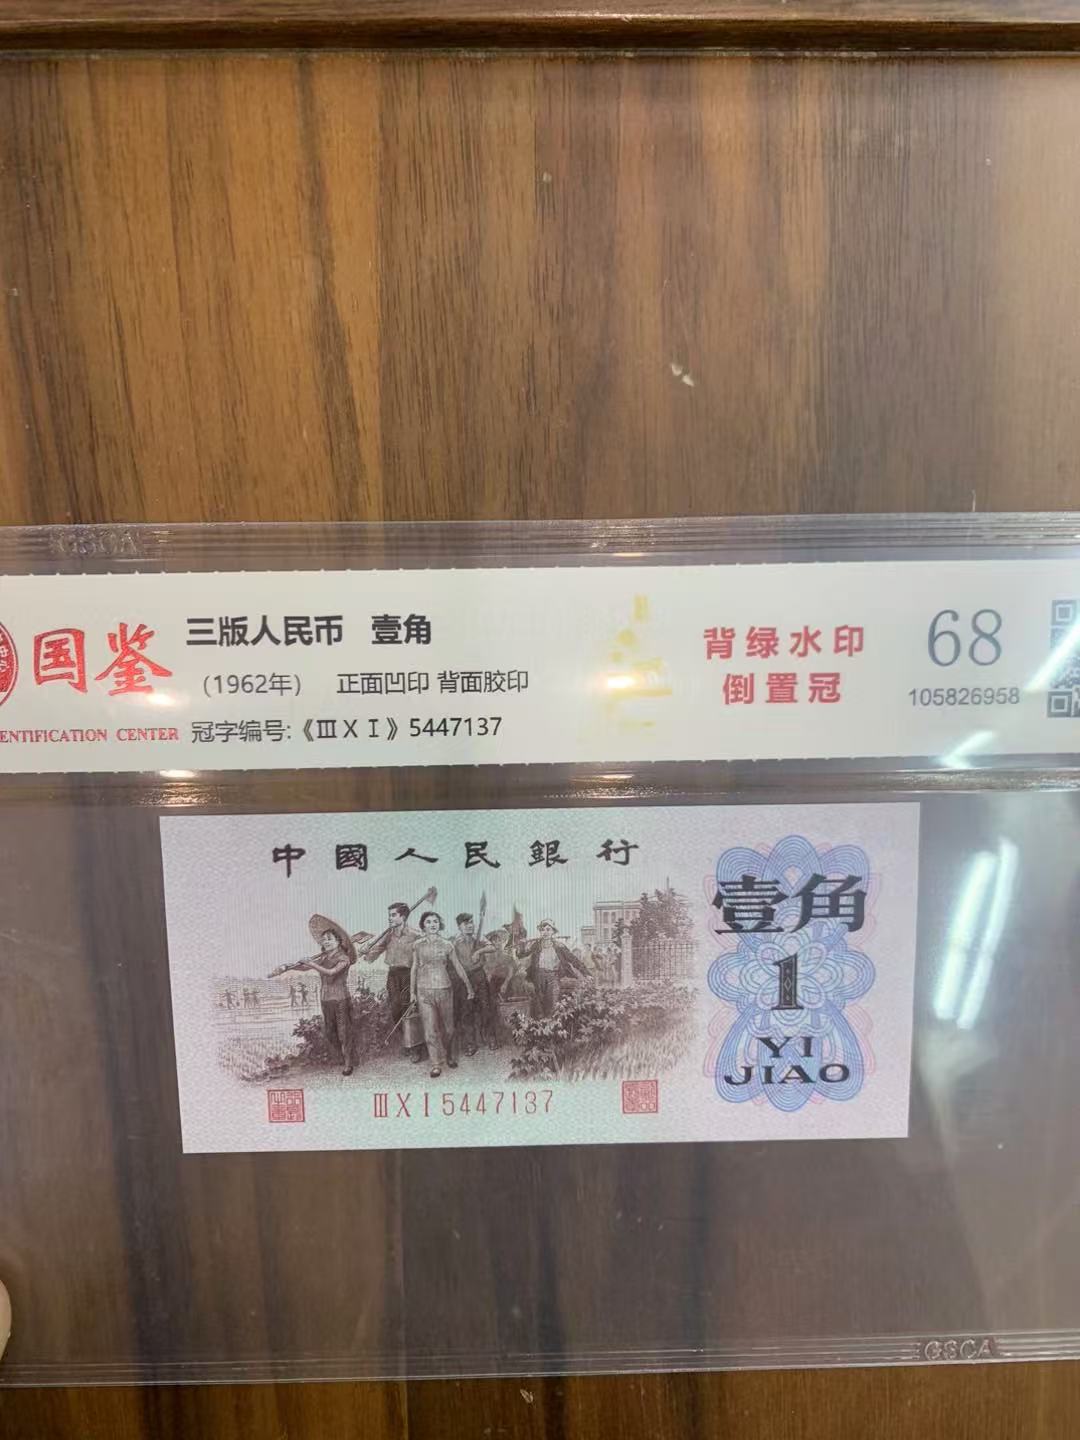 GSCA
国鉴
ENTIFICATION CENTER
三版人民币 壹角
(1962年) 正面凹印 背面胶印
冠字编号:《ⅢⅩⅠ》5447137
背绿水印
倒置冠
68
105826958
中國人民銀行
壹角
1
YI
JIAO
ⅢⅩⅠ5447137
GSCA